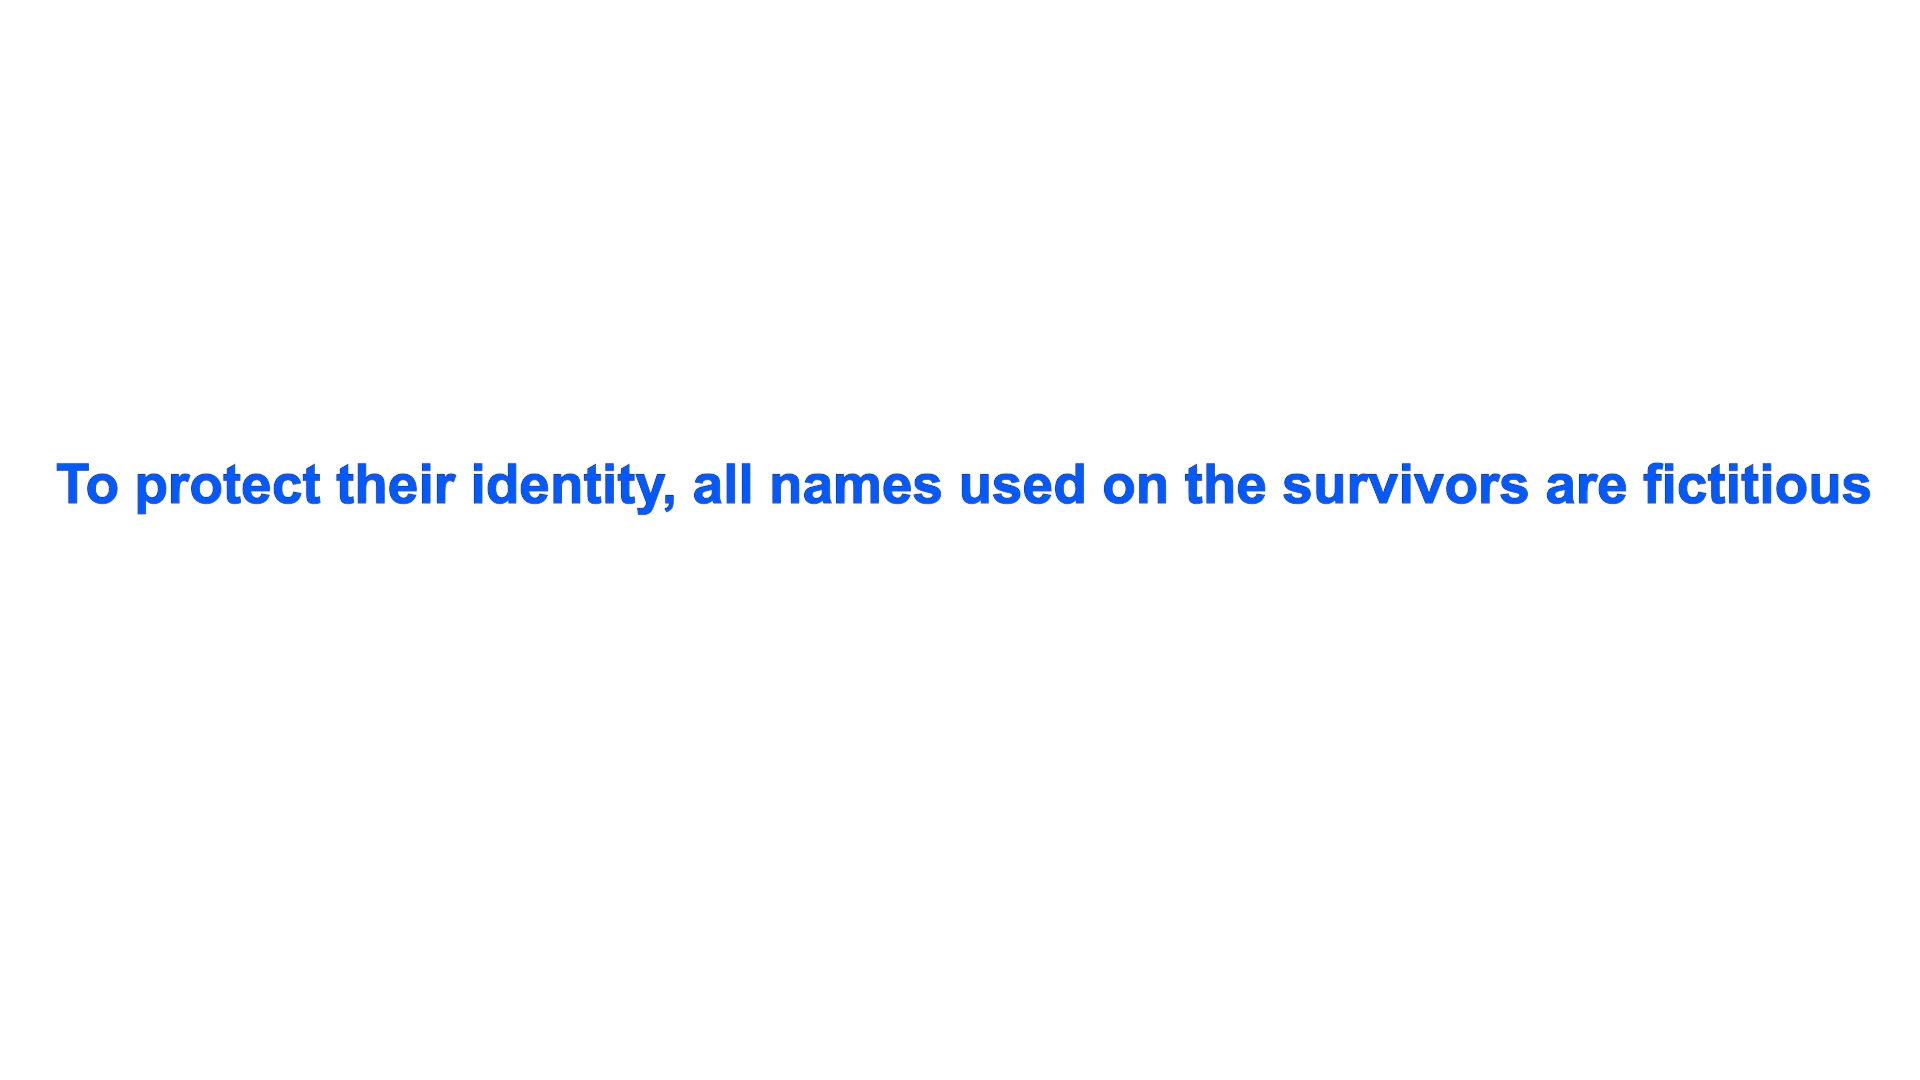 To protect their identity, all names used on the survivors are fictitious